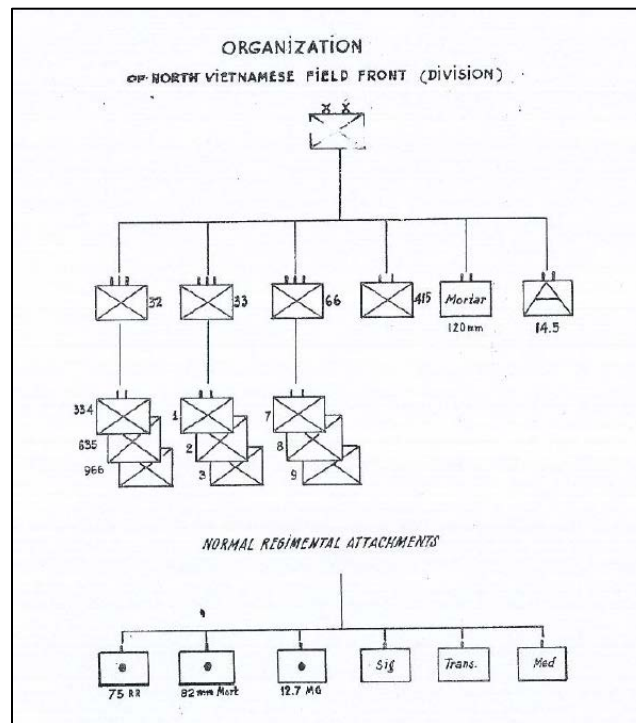 ORGANIZATION
OF NORTH VIETNAMESE FIELD FRONT (DIVISION)
32
33
66
415
Mortar
120mm
14.5
334
635
966
1
2
3
7
8
9
NORMAL REGIMENTAL ATTACHMENTS
75 RR
82mm Mort
12.7 MG
Sig
Trans.
Med